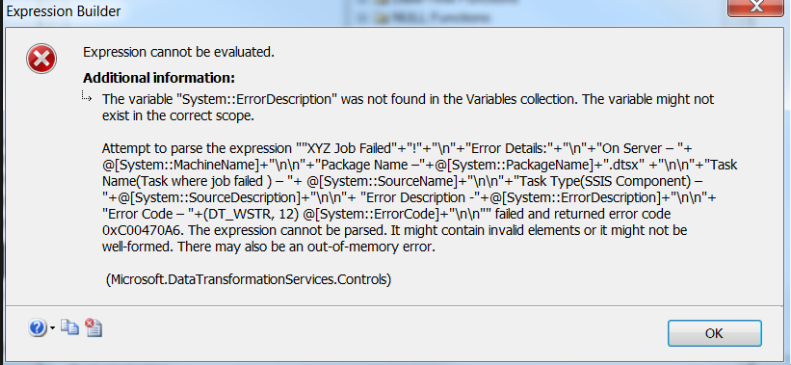 Expression Builder
NULL Functions
Expression cannot be evaluated.
Additional information:
The variable "System::ErrorDescription" was not found in the Variables collection. The variable might not
exist in the correct scope.
Attempt to parse the expression ""XYZ Job Failed"+"!"+"\n"+"Error Details:"+"\n"+"On Server – "+
@[System::MachineName]+"\n\n"+"Package Name –"+@[System::PackageName]+".dtsx" +"\n\n"+"Task
Name(Task where job failed ) – "+ @[System::SourceName]+"\n\n"+"Task Type(SSIS Component) –
"+@[System::SourceDescription]+"\n\n"+ "Error Description -"+@[System::ErrorDescription]+"\n\n"+
"Error Code – "+(DT_WSTR, 12) @[System::ErrorCode]+"\n\n"" failed and returned error code
0xC00470A6. The expression cannot be parsed. It might contain invalid elements or it might not be
well-formed. There may also be an out-of-memory error.
(Microsoft.DataTransformationServices.Controls)
OK